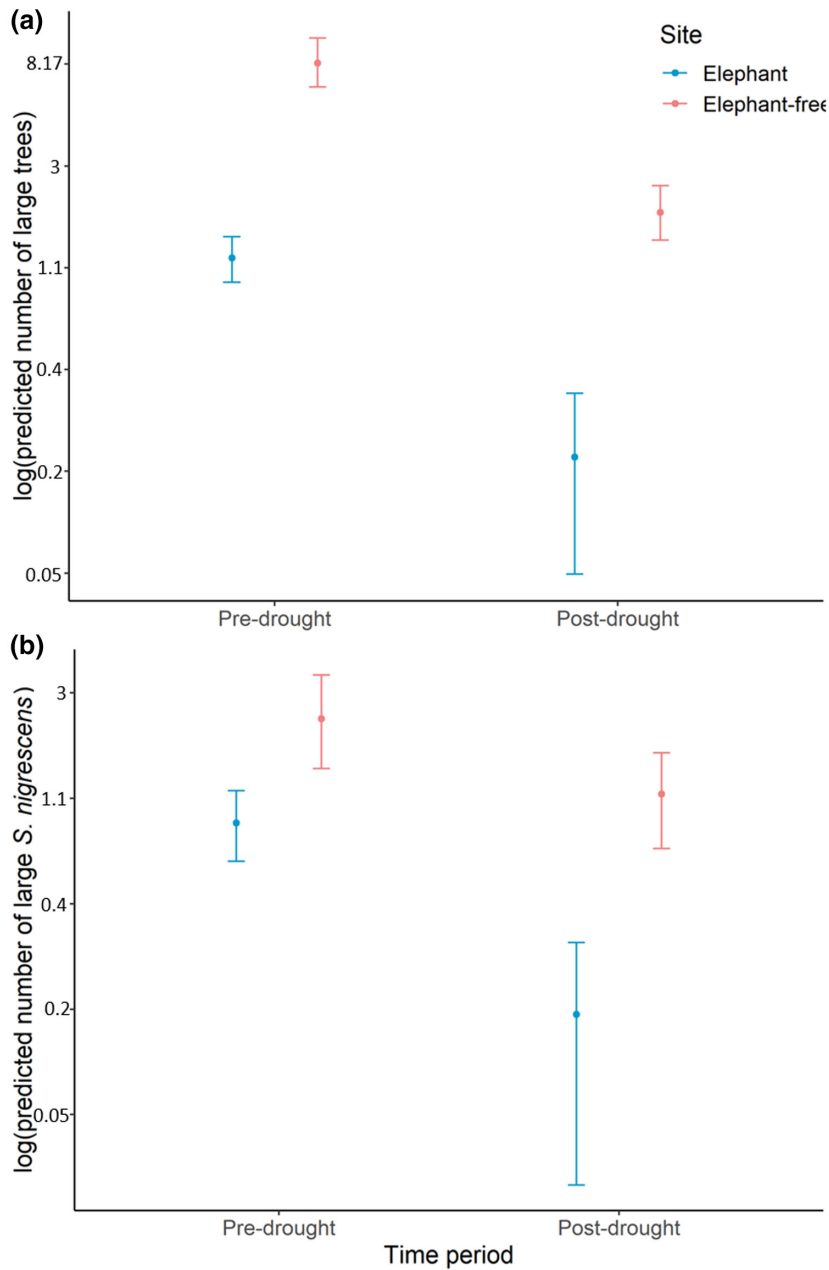 (a)
log(predicted number of large trees)
8.17
3
1.1
0.4
0.2
0.05
Site
Elephant
Elephant-free
Pre-drought
Post-drought
(b)
log(predicted number of large S. nigrescens)
3
1.1
0.4
0.2
0.05
Pre-drought
Post-drought
Time period